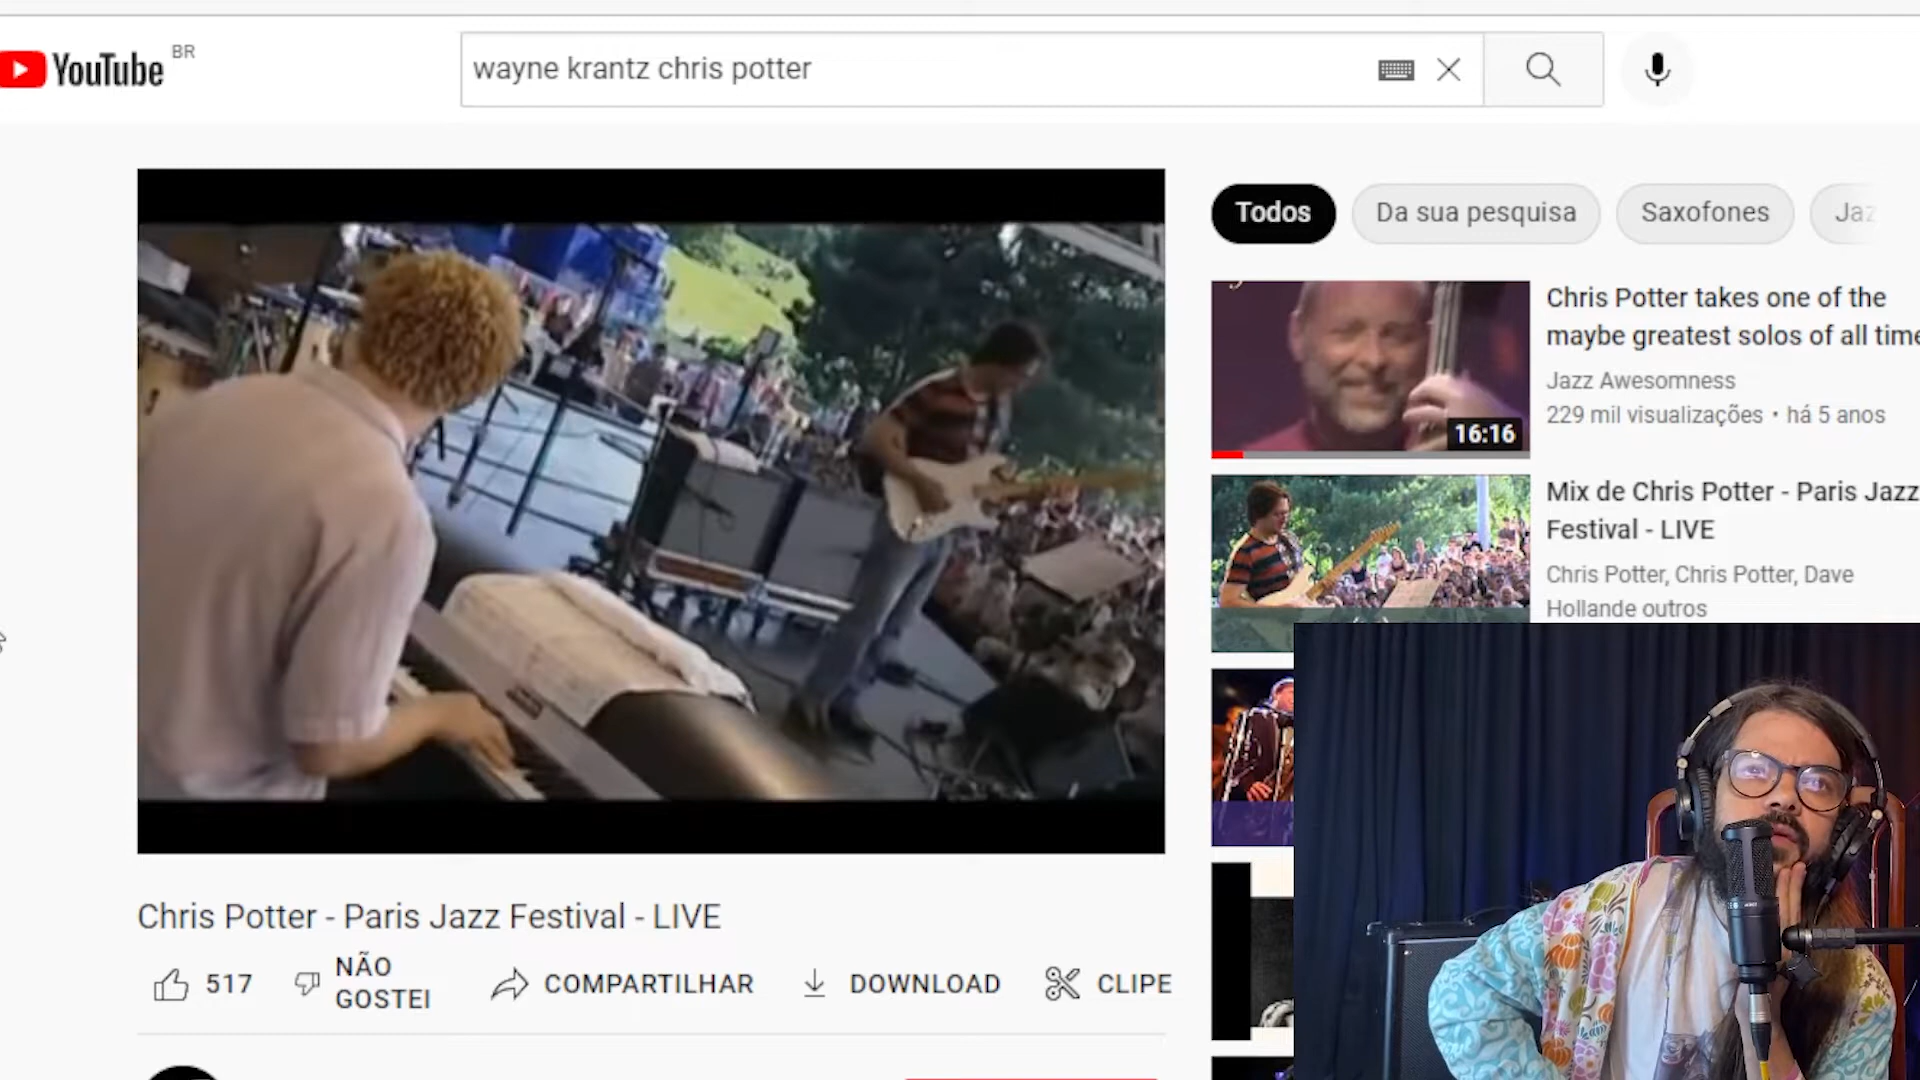 YouTube BR
wayne krantz chris potter
Todos
Da sua pesquisa
Saxofones
Jaz
Chris Potter takes one of the
maybe greatest solos of all time
Jazz Awesomness
229 mil visualizações • há 5 anos
16:16
Mix de Chris Potter - Paris Jazz
Festival - LIVE
Chris Potter, Chris Potter, Dave
Hollande outros
Chris Potter - Paris Jazz Festival - LIVE
517
NÃO
GOSTEI
COMPARTILHAR
DOWNLOAD
CLIPE